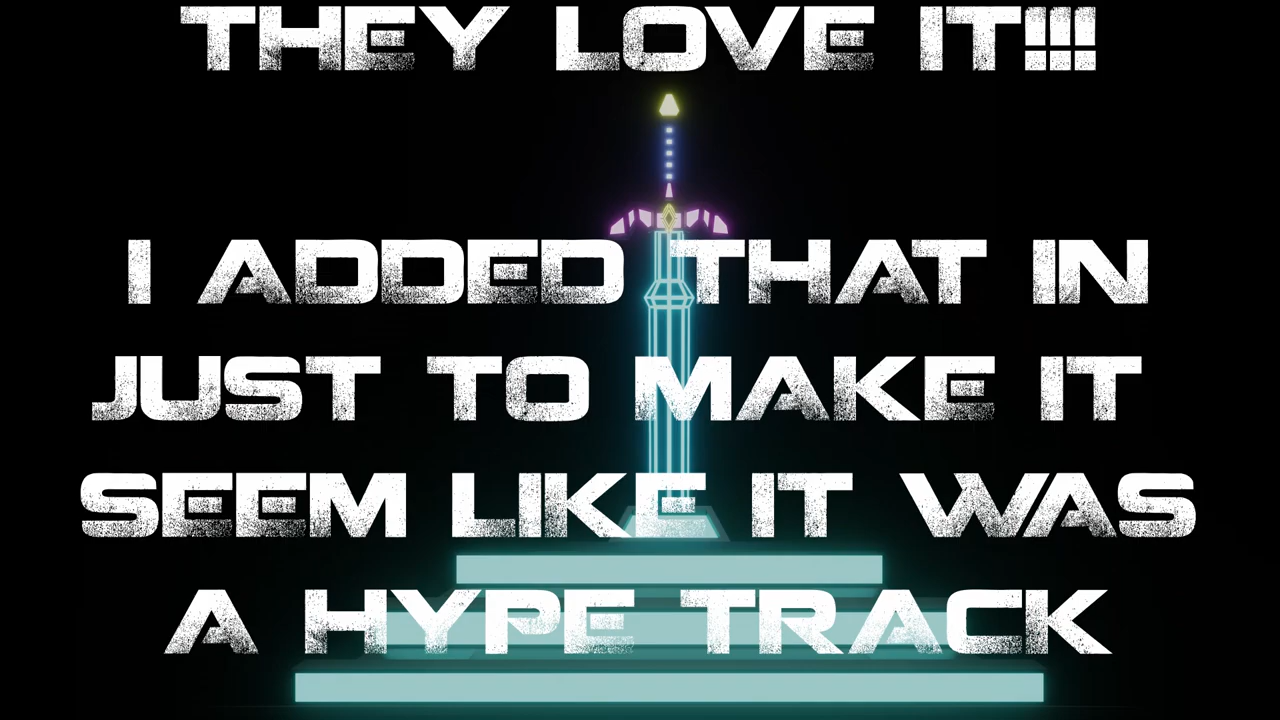 THEY LOVE IT!!!
I ADDED THAT IN
JUST TO MAKE IT
SEEM LIKE IT WAS
A HYPE TRACK